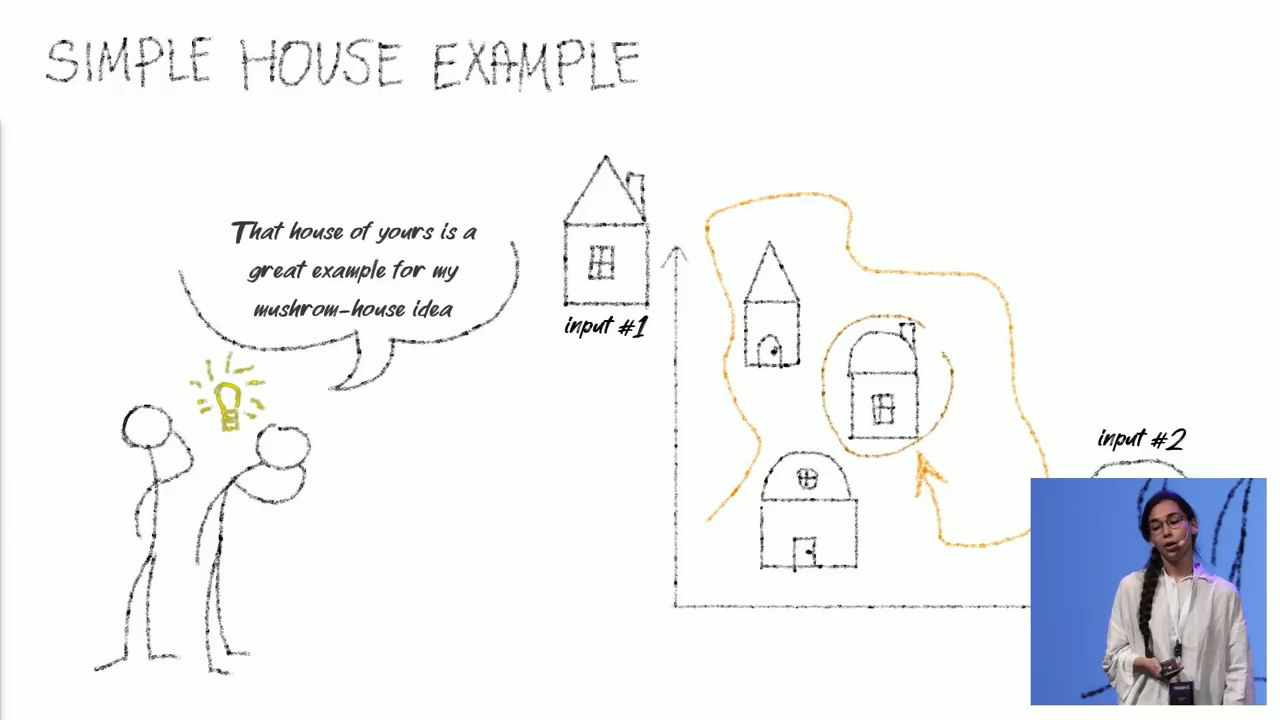 SIMPLE HOUSE EXAMPLE
That house of yours is a
great example for my
mushrom-house idea
input #1
input #2